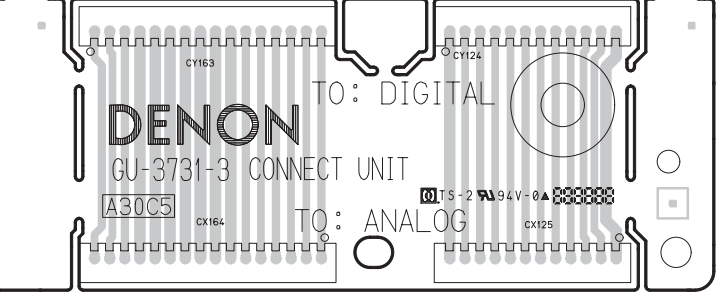 CY163
CY124
TO: DIGITAL
DENON
GU-3731-3 CONNECT UNIT
TS-2 94V-0
A30C5
CX164
TO: ANALOG
CX125